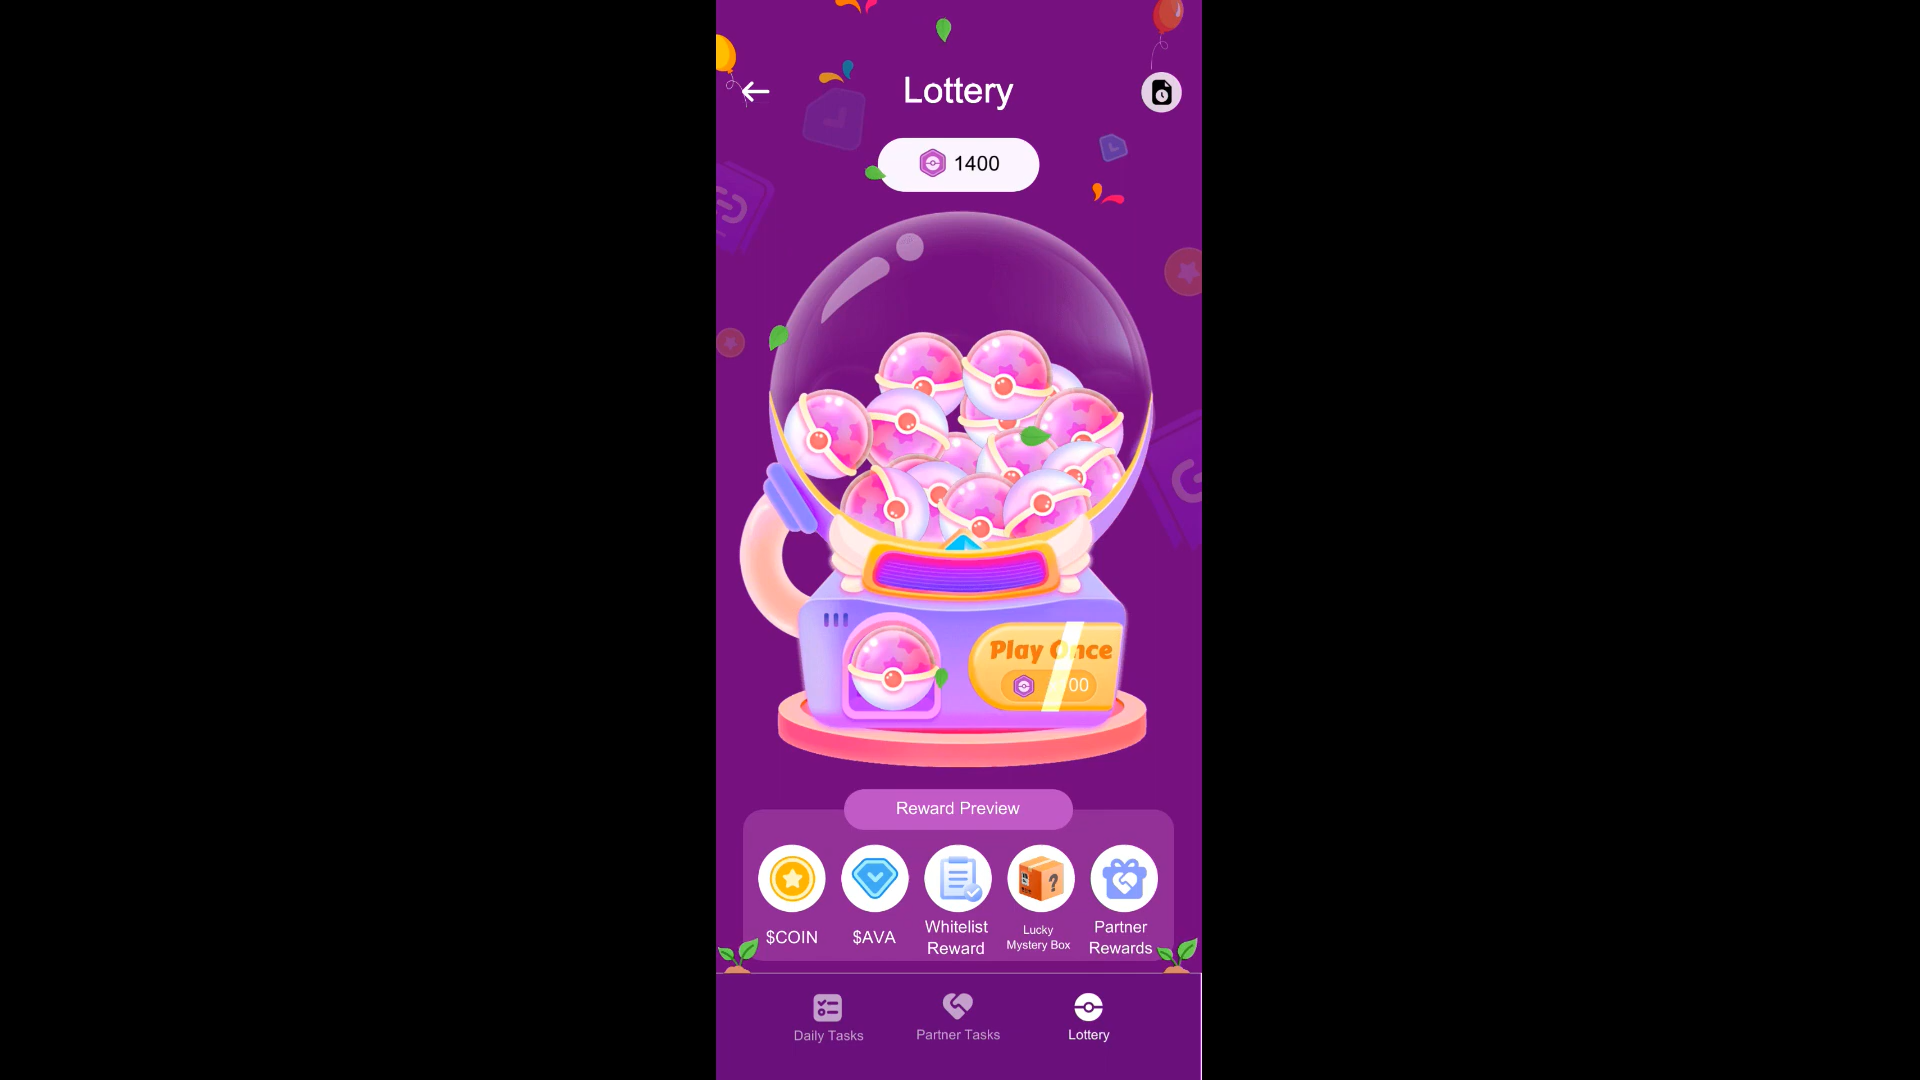 Lottery
1400
Play Once
Reward Preview
$COIN
$AVA
Whitelist
Reward
Lucky
Mystery Box
Partner
Rewards
Daily Tasks
Partner Tasks
Lottery